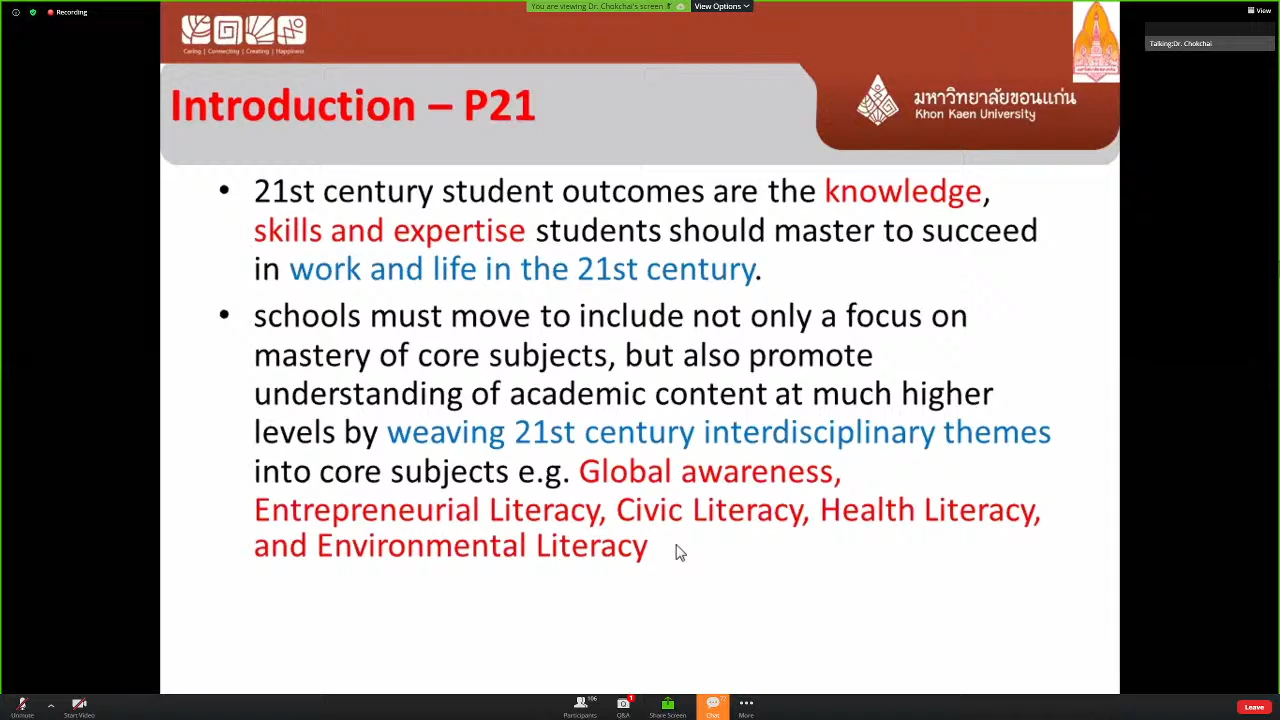 Recording
You are viewing Dr. Chokchai's screen
View Options
View
Talking:Dr. Chokchai
Caring | Connecting | Creating | Happiness
มหาวิทยาลัยขอนแก่น
Khon Kaen University
Introduction – P21
• 21st century student outcomes are the knowledge,
skills and expertise students should master to succeed
in work and life in the 21st century.
• schools must move to include not only a focus on
mastery of core subjects, but also promote
understanding of academic content at much higher
levels by weaving 21st century interdisciplinary themes
into core subjects e.g. Global awareness,
Entrepreneurial Literacy, Civic Literacy, Health Literacy,
and Environmental Literacy
Unmute
Start Video
106
Participants
1
Q&A
Share Screen
Chat
More
Leave